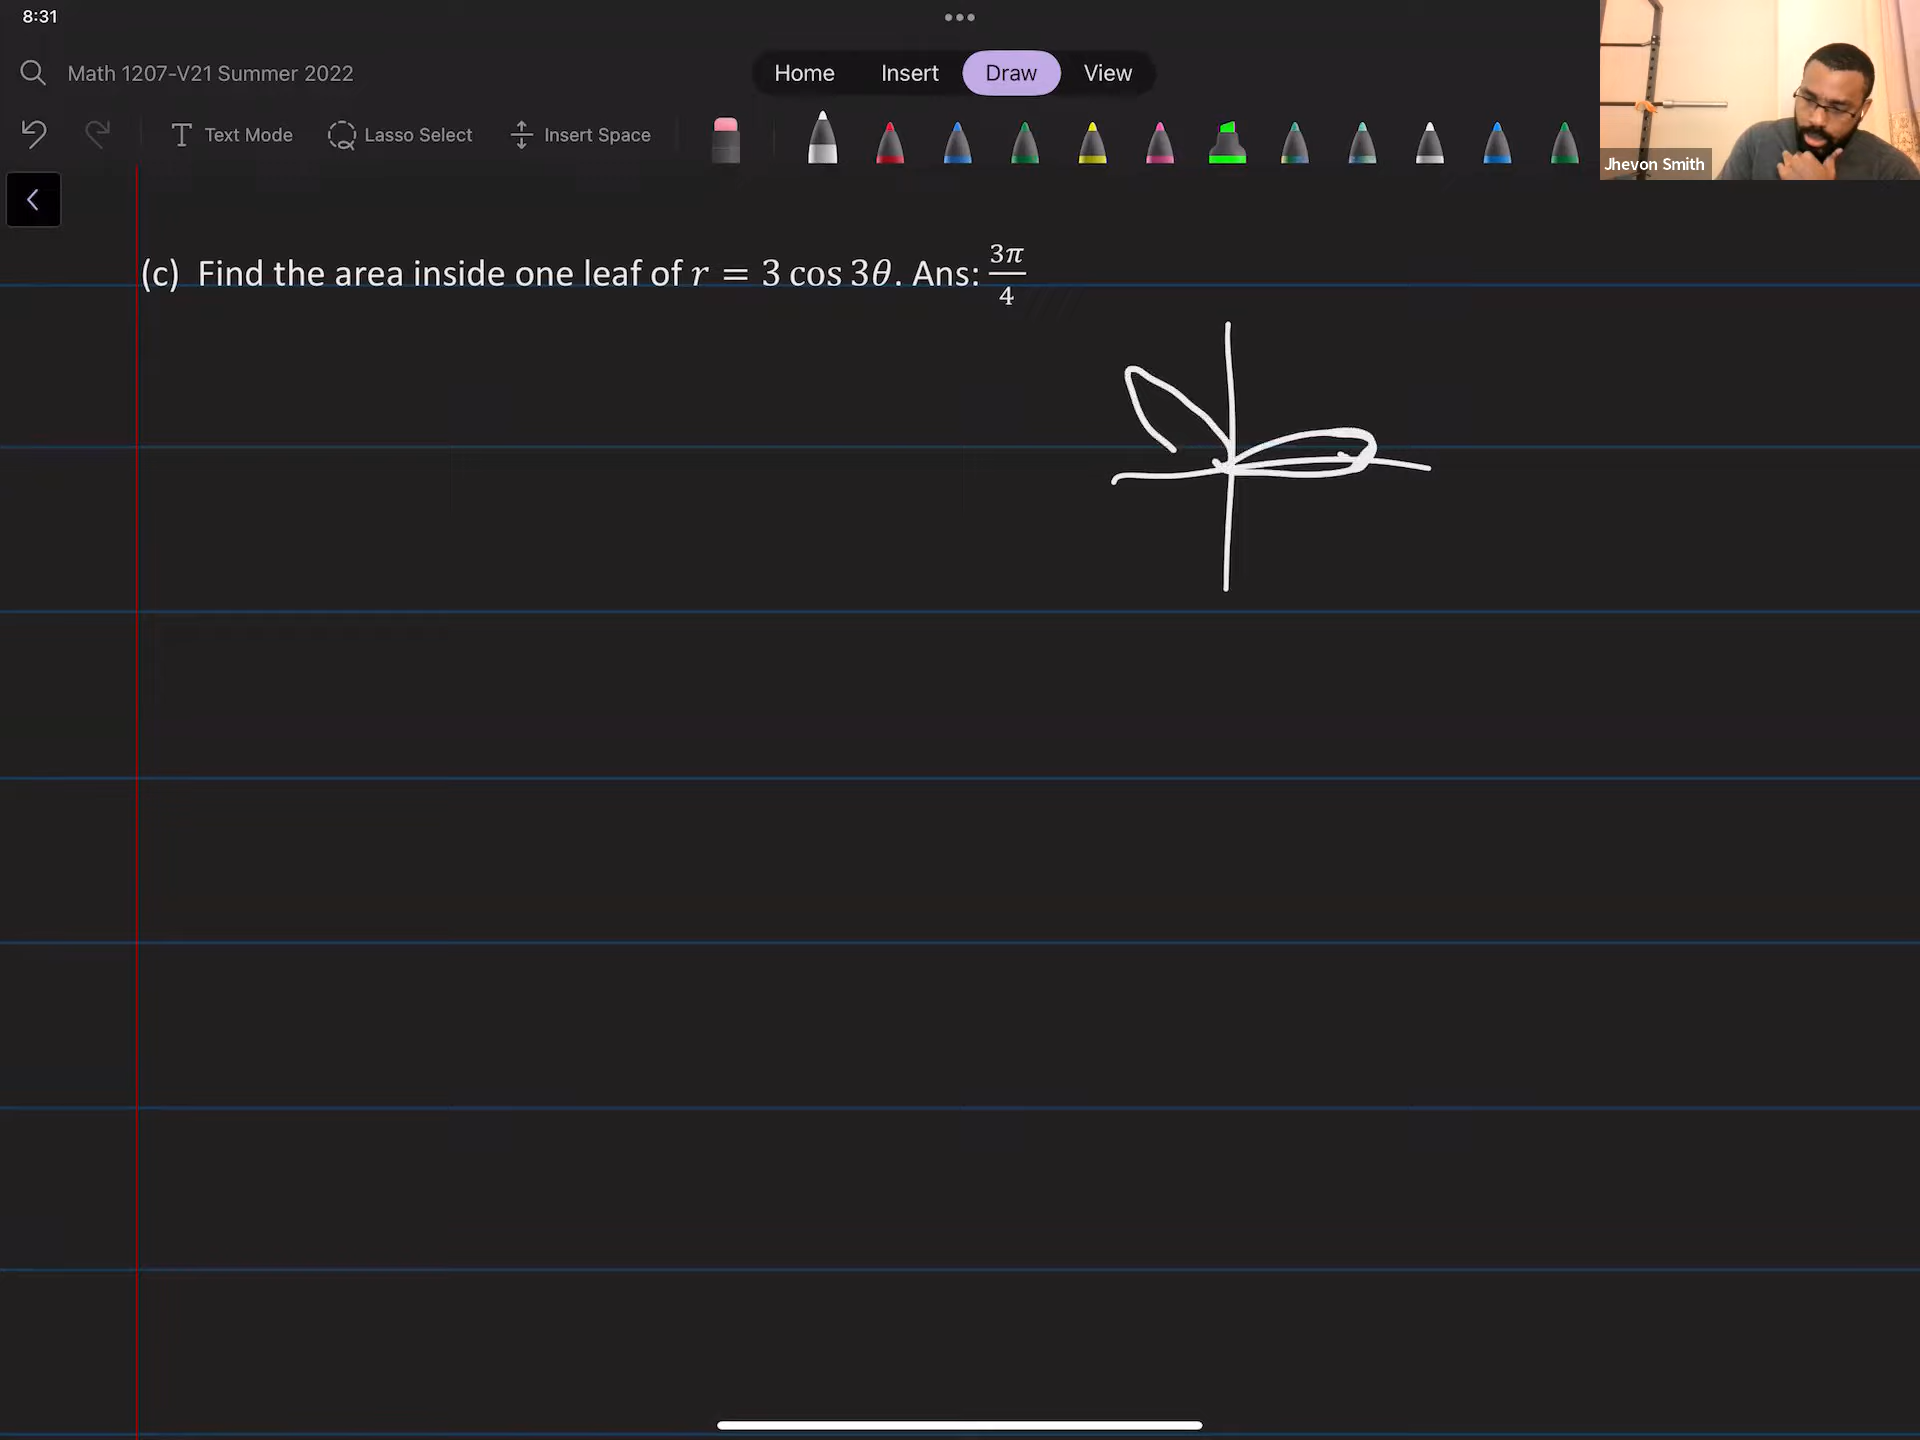 8:31
Math 1207-V21 Summer 2022
Home Insert Draw View
Text Mode Lasso Select Insert Space
Jhevon Smith
(c) Find the area inside one leaf of r = 3 cos 3θ. Ans: 3π/4